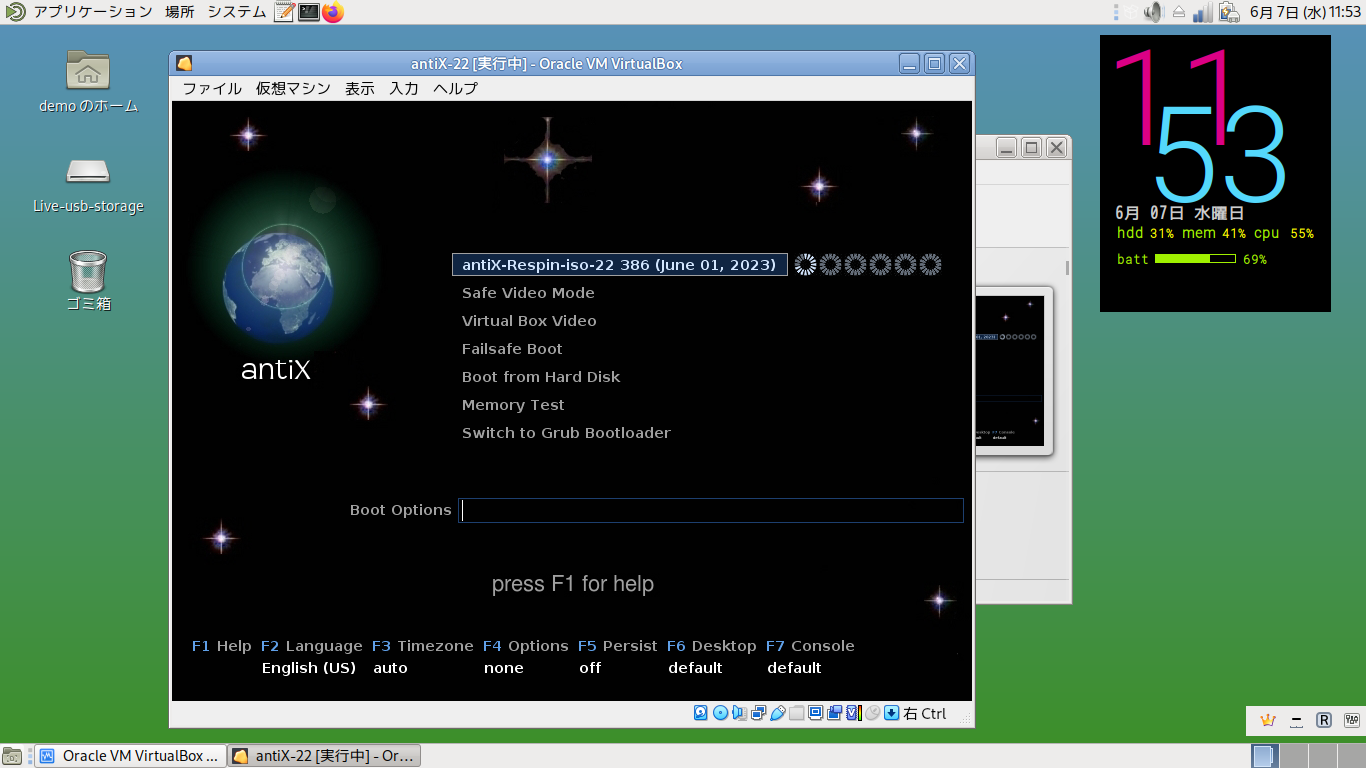 アプリケーション 場所 システム
6月 7日 (水) 11:53
demo のホーム
Live-usb-storage
ゴミ箱
antiX-22 [実行中] - Oracle VM VirtualBox
ファイル 仮想マシン 表示 入力 ヘルプ
antiX
antiX-Respin-iso-22 386 (June 01, 2023)
Safe Video Mode
Virtual Box Video
Failsafe Boot
Boot from Hard Disk
Memory Test
Switch to Grub Bootloader
Boot Options
press F1 for help
F1 Help F2 Language F3 Timezone F4 Options F5 Persist F6 Desktop F7 Console
English (US) auto none off default default
右 Ctrl
11
53
6月 07日 水曜日
hdd 31% mem 41% cpu 55%
batt 69%
R
Oracle VM VirtualBox ...
antiX-22 [実行中] - Or...